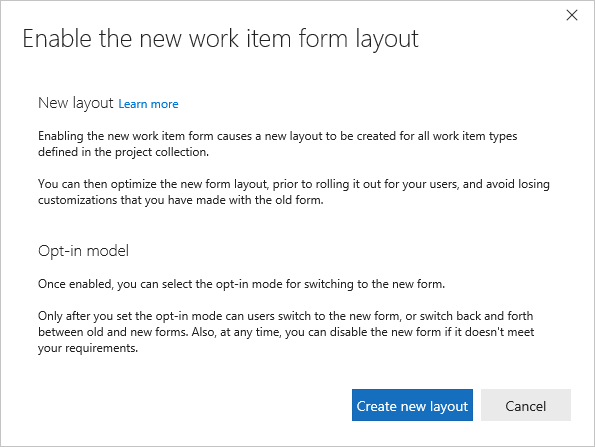 Enable the new work item form layout
New layout Learn more
Enabling the new work item form causes a new layout to be created for all work item types
defined in the project collection.
You can then optimize the new form layout, prior to rolling it out for your users, and avoid losing
customizations that you have made with the old form.
Opt-in model
Once enabled, you can select the opt-in mode for switching to the new form.
Only after you set the opt-in mode can users switch to the new form, or switch back and forth
between old and new forms. Also, at any time, you can disable the new form if it doesn't meet
your requirements.
Create new layout Cancel